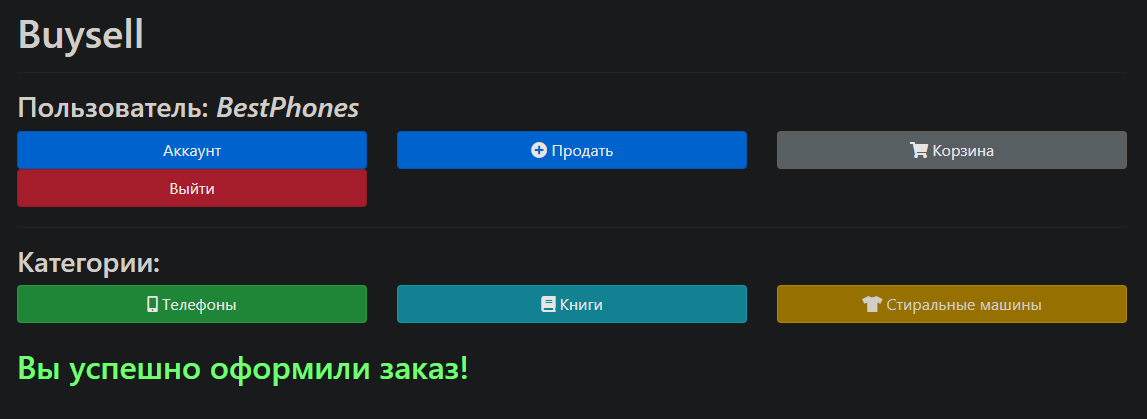 Buysell
Пользователь: BestPhones
Аккаунт
Продать
Корзина
Выйти
Категории:
Телефоны
Книги
Стиральные машины
Вы успешно оформили заказ!